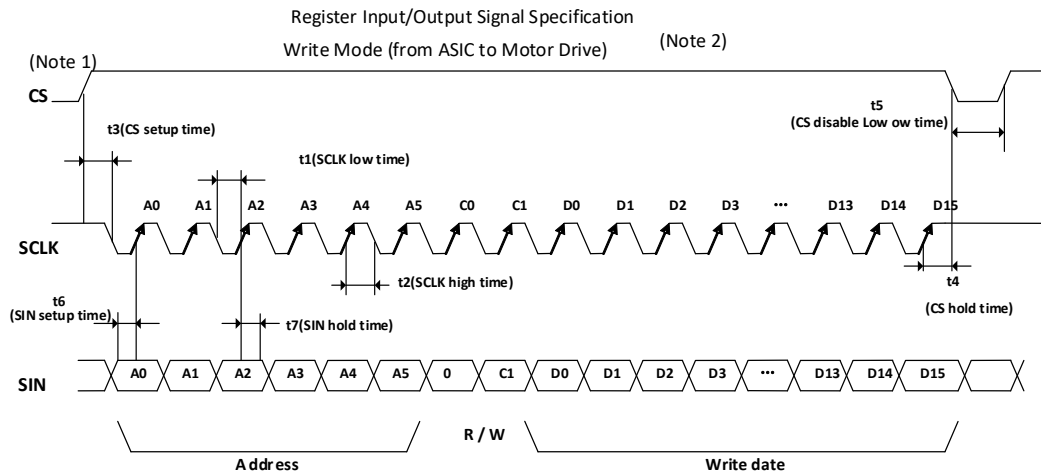 Register Input/Output Signal Specification
Write Mode (from ASIC to Motor Drive)
(Note 2)
(Note 1)
CS
t5
(CS disable Low ow time)
t3(CS setup time)
t1(SCLK low time)
A0 A1 A2 A3 A4 A5 C0 C1 D0 D1 D2 D3 ••• D13 D14 D15
SCLK
t2(SCLK high time)
t4
(CS hold time)
t6
(SIN setup time)
t7(SIN hold time)
SIN
A0 A1 A2 A3 A4 A5 0 C1 D0 D1 D2 D3 ••• D13 D14 D15
R / W
Address
Write date